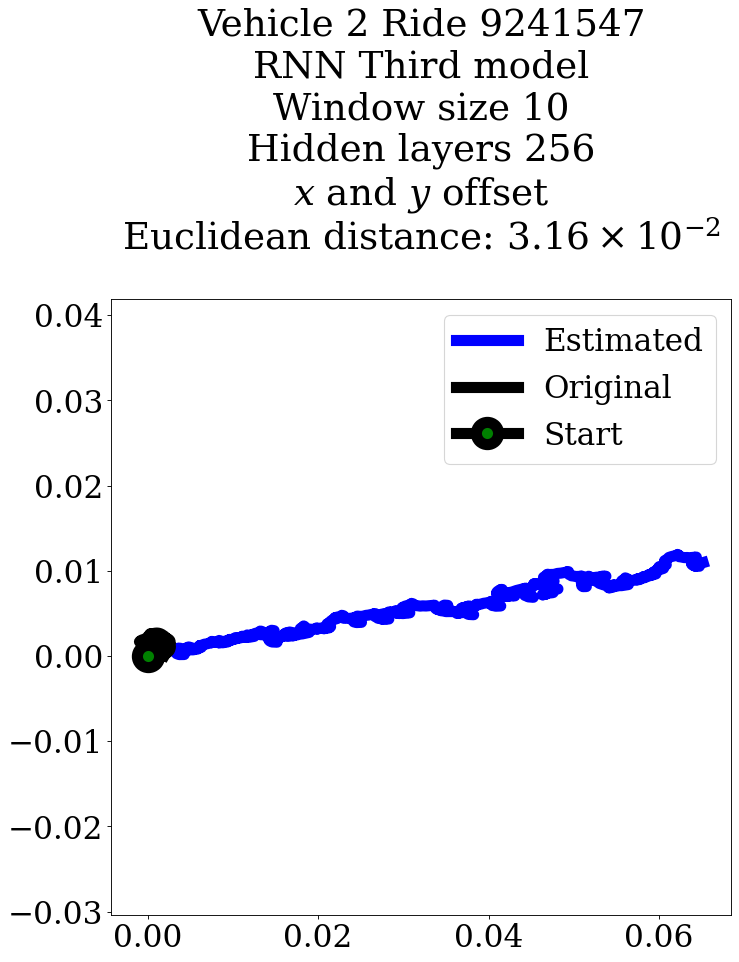 Vehicle 2 Ride 9241547
RNN Third model
Window size 10
Hidden layers 256
x and y offset
Euclidean distance: 3.16 × 10⁻²
Estimated
Original
Start
0.04
0.03
0.02
0.01
0.00
−0.01
−0.02
−0.03
0.00 0.02 0.04 0.06